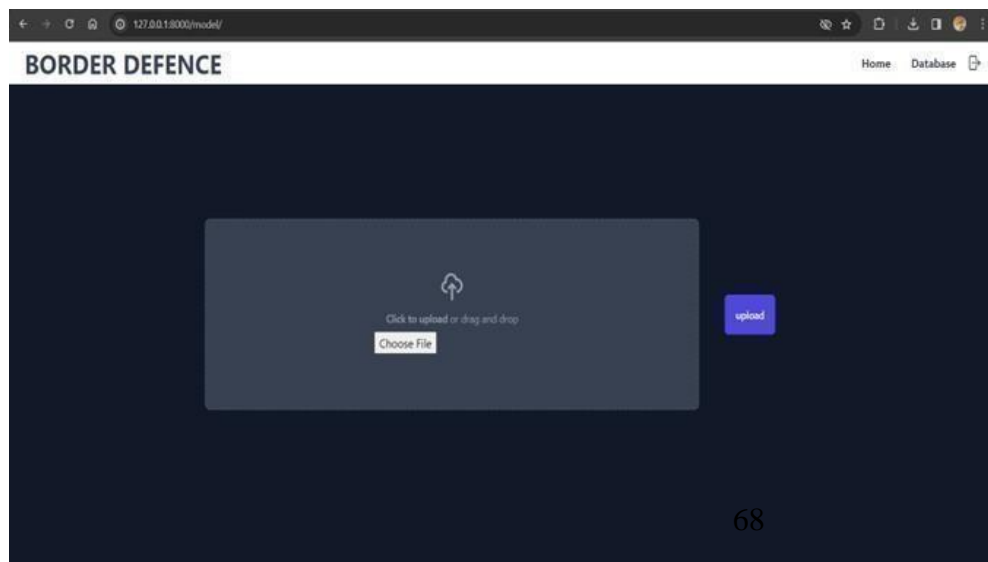 127.0.0.1:8000/model/
BORDER DEFENCE
Home Database
Click to upload or drag and drop
Choose File
upload
68